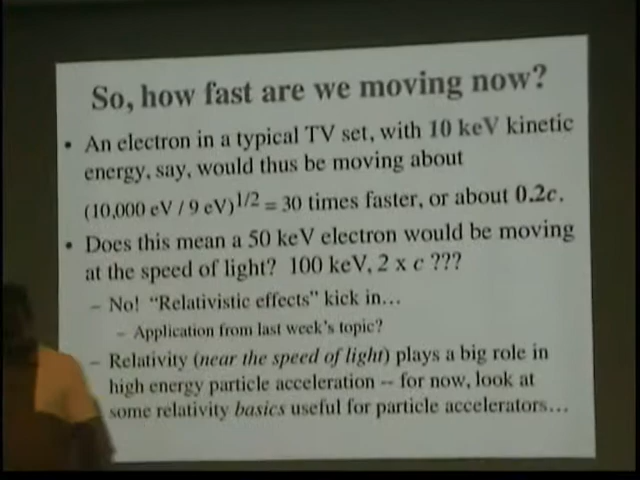 So, how fast are we moving now?
• An electron in a typical TV set, with 10 keV kinetic
energy, say, would thus be moving about
(10,000 eV / 9 eV)^1/2 = 30 times faster, or about 0.2c.
• Does this mean a 50 keV electron would be moving
at the speed of light? 100 keV, 2 x c ???
– No! “Relativistic effects” kick in…
– Application from last week’s topic?
– Relativity (near the speed of light) plays a big role in
high energy particle acceleration -- for now, look at
some relativity basics useful for particle accelerators…